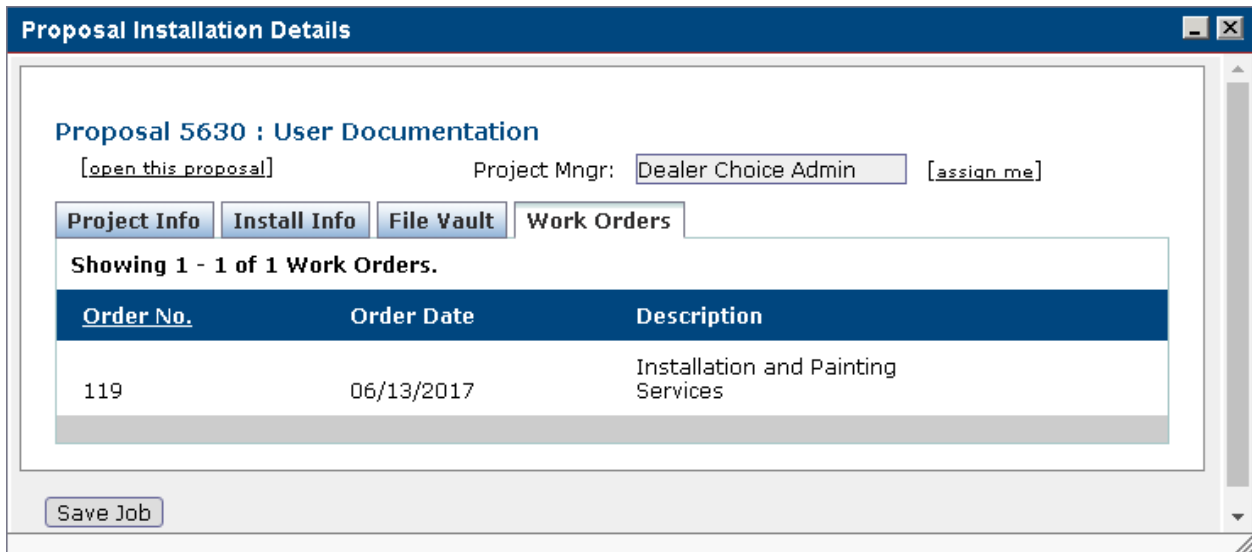 Proposal Installation Details
Proposal 5630 : User Documentation
[open this proposal] Project Mngr: Dealer Choice Admin [assign me]
Project Info Install Info File Vault Work Orders
Showing 1 - 1 of 1 Work Orders.
Order No. Order Date Description
119 06/13/2017 Installation and Painting
Services
Save Job